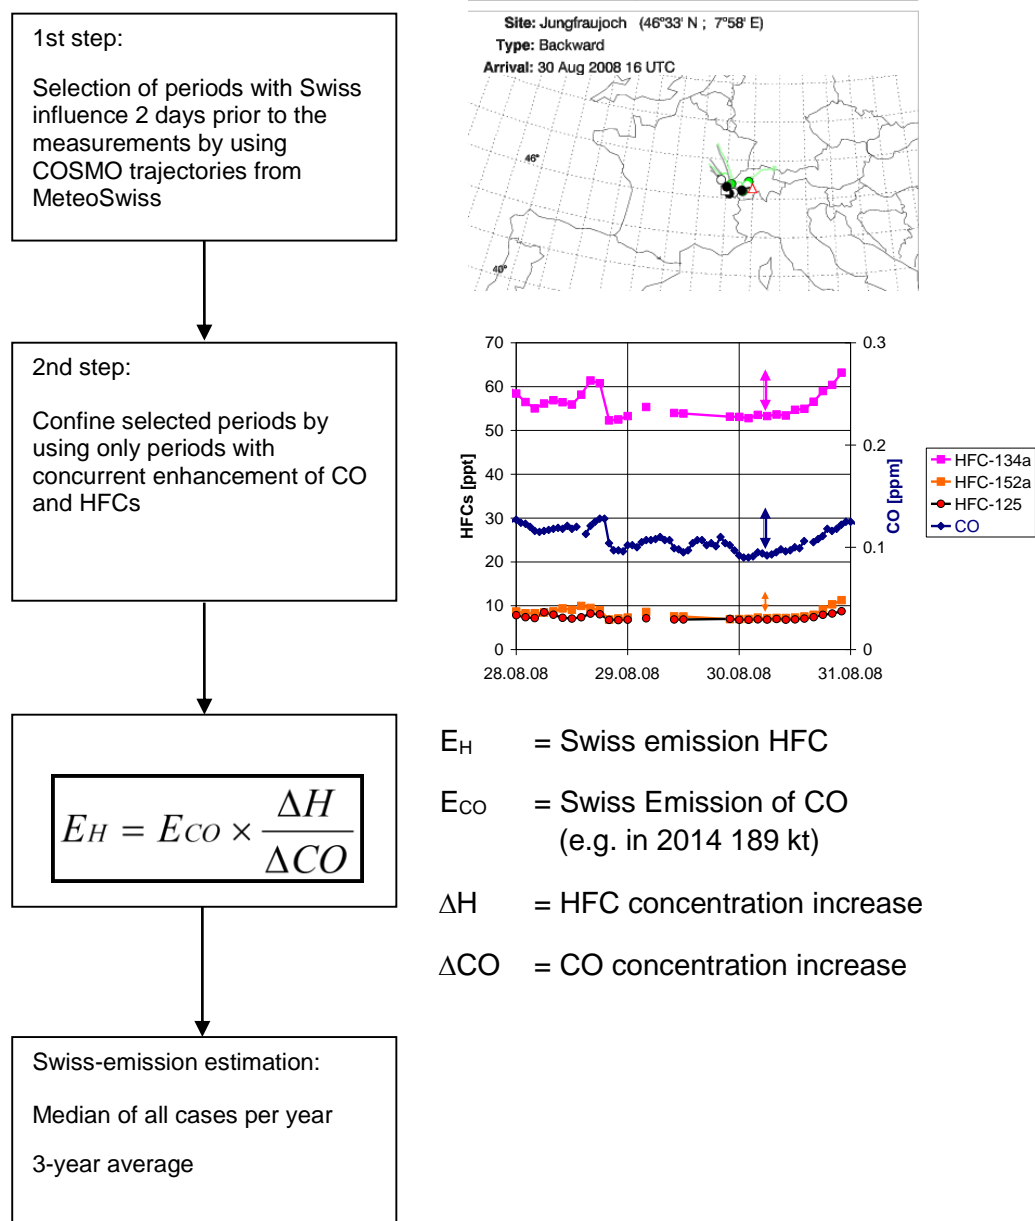 1st step:
Selection of periods with Swiss
influence 2 days prior to the
measurements by using
COSMO trajectories from
MeteoSwiss
Site: Jungfraujoch (46°33' N ; 7°58' E)
Type: Backward
Arrival: 30 Aug 2008 16 UTC
46°
40°
2nd step:
Confine selected periods by
using only periods with
concurrent enhancement of CO
and HFCs
70
60
50
40
30
20
10
0
HFCs [ppt]
0.3
0.2
0.1
0
CO [ppm]
28.08.08 29.08.08 30.08.08 31.08.08
HFC-134a
HFC-152a
HFC-125
CO
EH = ECO × ΔH / ΔCO
EH = Swiss emission HFC
ECO = Swiss Emission of CO
(e.g. in 2014 189 kt)
ΔH = HFC concentration increase
ΔCO = CO concentration increase
Swiss-emission estimation:
Median of all cases per year
3-year average